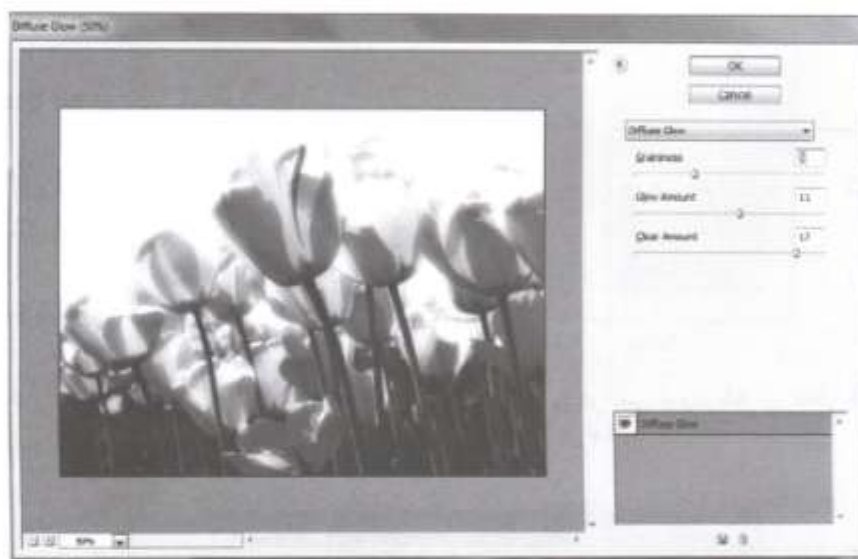 Diffuse Glow (50%)
OK
Cancel
Diffuse Glow
Graininess
Glow Amount 11
Clear Amount 17
Diffuse Glow
50%